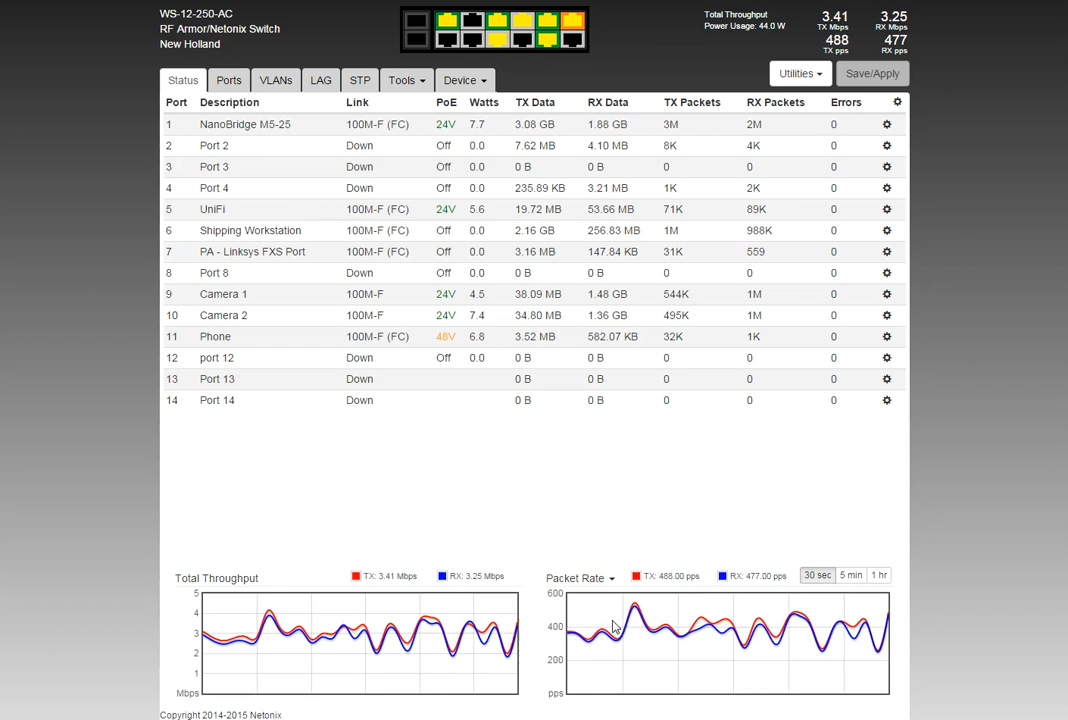 WS-12-250-AC
RF Armor/Netonix Switch
New Holland
Total Throughput
Power Usage: 44.0 W
3.41 3.25
TX Mbps RX Mbps
488 477
TX pps RX pps
Status Ports VLANs LAG STP Tools Device Utilities Save/Apply
Port Description Link PoE Watts TX Data RX Data TX Packets RX Packets Errors
1 NanoBridge M5-25 100M-F (FC) 24V 7.7 3.08 GB 1.88 GB 3M 2M 0
2 Port 2 Down Off 0.0 7.62 MB 4.10 MB 8K 4K 0
3 Port 3 Down Off 0.0 0 B 0 B 0 0 0
4 Port 4 Down Off 0.0 235.89 KB 3.21 MB 1K 2K 0
5 UniFi 100M-F (FC) 24V 5.6 19.72 MB 53.66 MB 71K 89K 0
6 Shipping Workstation 100M-F (FC) Off 0.0 2.16 GB 256.83 MB 1M 988K 0
7 PA - Linksys FXS Port 100M-F (FC) Off 0.0 3.16 MB 147.84 KB 31K 559 0
8 Port 8 Down Off 0.0 0 B 0 B 0 0 0
9 Camera 1 100M-F 24V 4.5 38.09 MB 1.48 GB 544K 1M 0
10 Camera 2 100M-F 24V 7.4 34.80 MB 1.36 GB 495K 1M 0
11 Phone 100M-F (FC) 48V 6.8 3.52 MB 582.07 KB 32K 1K 0
12 port 12 Down Off 0.0 0 B 0 B 0 0 0
13 Port 13 Down 0 B 0 B 0 0 0
14 Port 14 Down 0 B 0 B 0 0 0
Total Throughput TX: 3.41 Mbps RX: 3.25 Mbps
5
4
3
2
1
Mbps
Packet Rate TX: 488.00 pps RX: 477.00 pps 30 sec 5 min 1 hr
600
400
200
pps
Copyright 2014-2015 Netonix